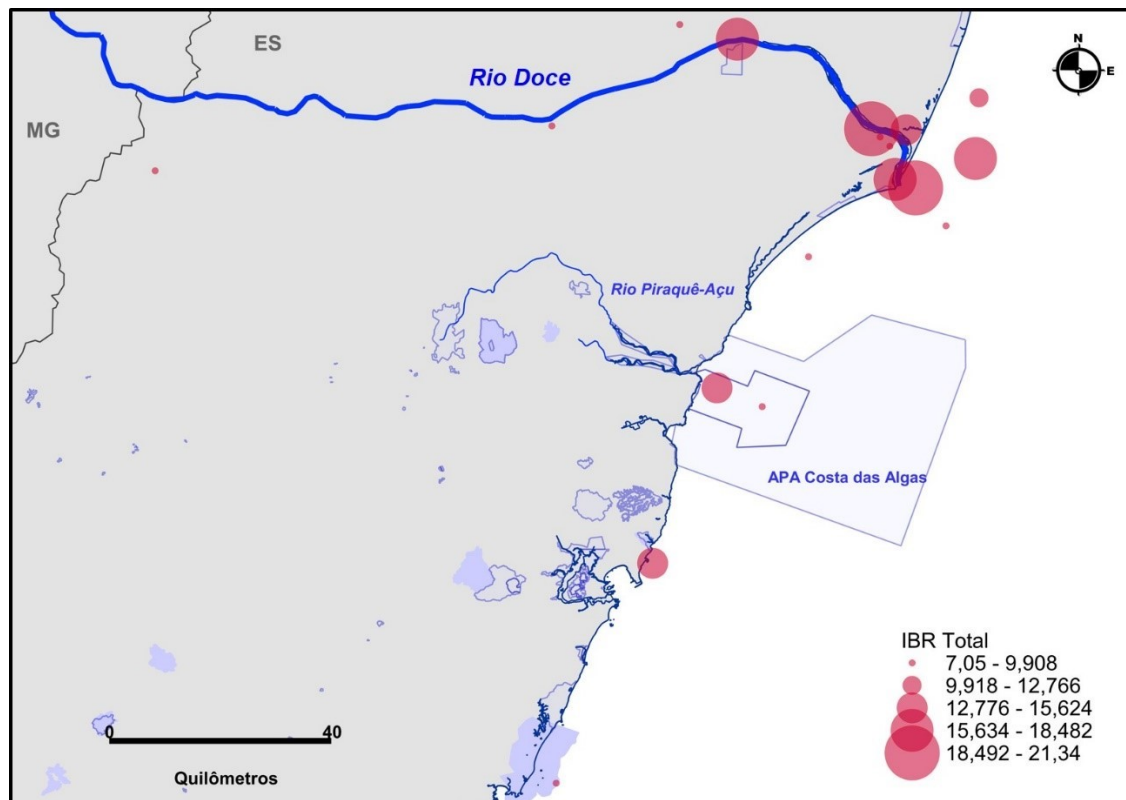 ES
N
E
Rio Doce
MG
Rio Piraquê-Açu
APA Costa das Algas
IBR Total
7,05 - 9,908
9,918 - 12,766
12,776 - 15,624
15,634 - 18,482
18,492 - 21,34
0 40
Quilômetros